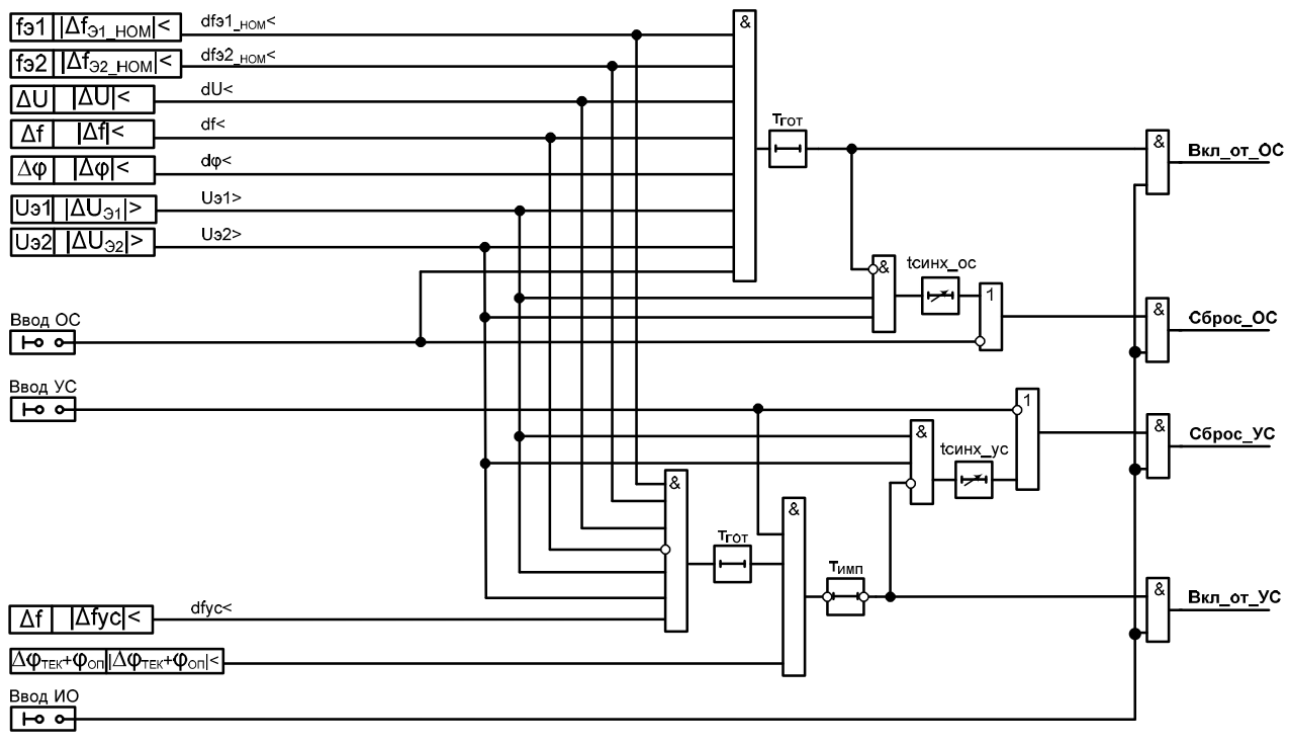 fэ1 |ΔfЭ1_НОМ|< dfэ1_НОМ< &
fэ2 |ΔfЭ2_НОМ|< dfэ2_НОМ<
ΔU |ΔU|< dU<
Δf |Δf|< df<
Δφ |Δφ|< dφ<
Uэ1 |ΔUЭ1|> Uэ1>
Uэ2 |ΔUЭ2|> Uэ2>
TГОТ
& Вкл_от_ОС
& tсинх_ос 1
& Сброс_ОС
Ввод ОС
Ввод УС
1
& tсинх_ус
& Сброс_УС
&
TГОТ
&
TИМП
& Вкл_от_УС
Δf |Δfус|< dfус<
ΔφТЕК+φОП |ΔφТЕК+φОП|<
Ввод ИО